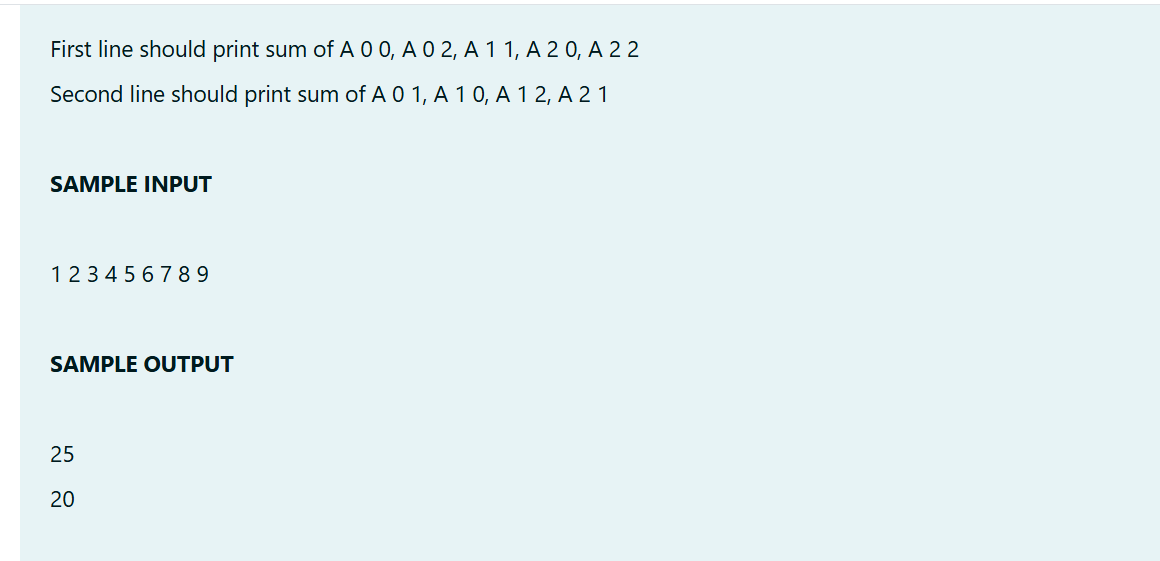 First line should print sum of A 0 0, A 0 2, A 1 1, A 2 0, A 2 2
Second line should print sum of A 0 1, A 1 0, A 1 2, A 2 1
SAMPLE INPUT
1 2 3 4 5 6 7 8 9
SAMPLE OUTPUT
25
20